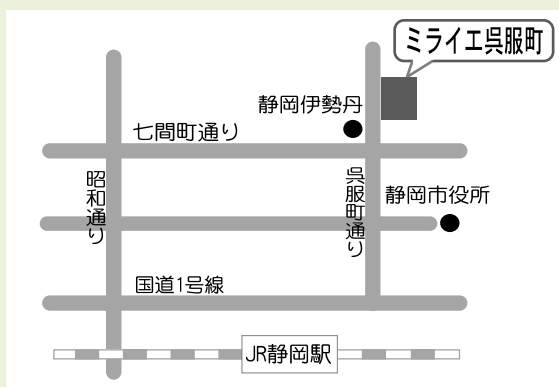 ミライエ呉服町
静岡伊勢丹
七間町通り
昭和通り
呉服町通り
静岡市役所
国道1号線
JR静岡駅